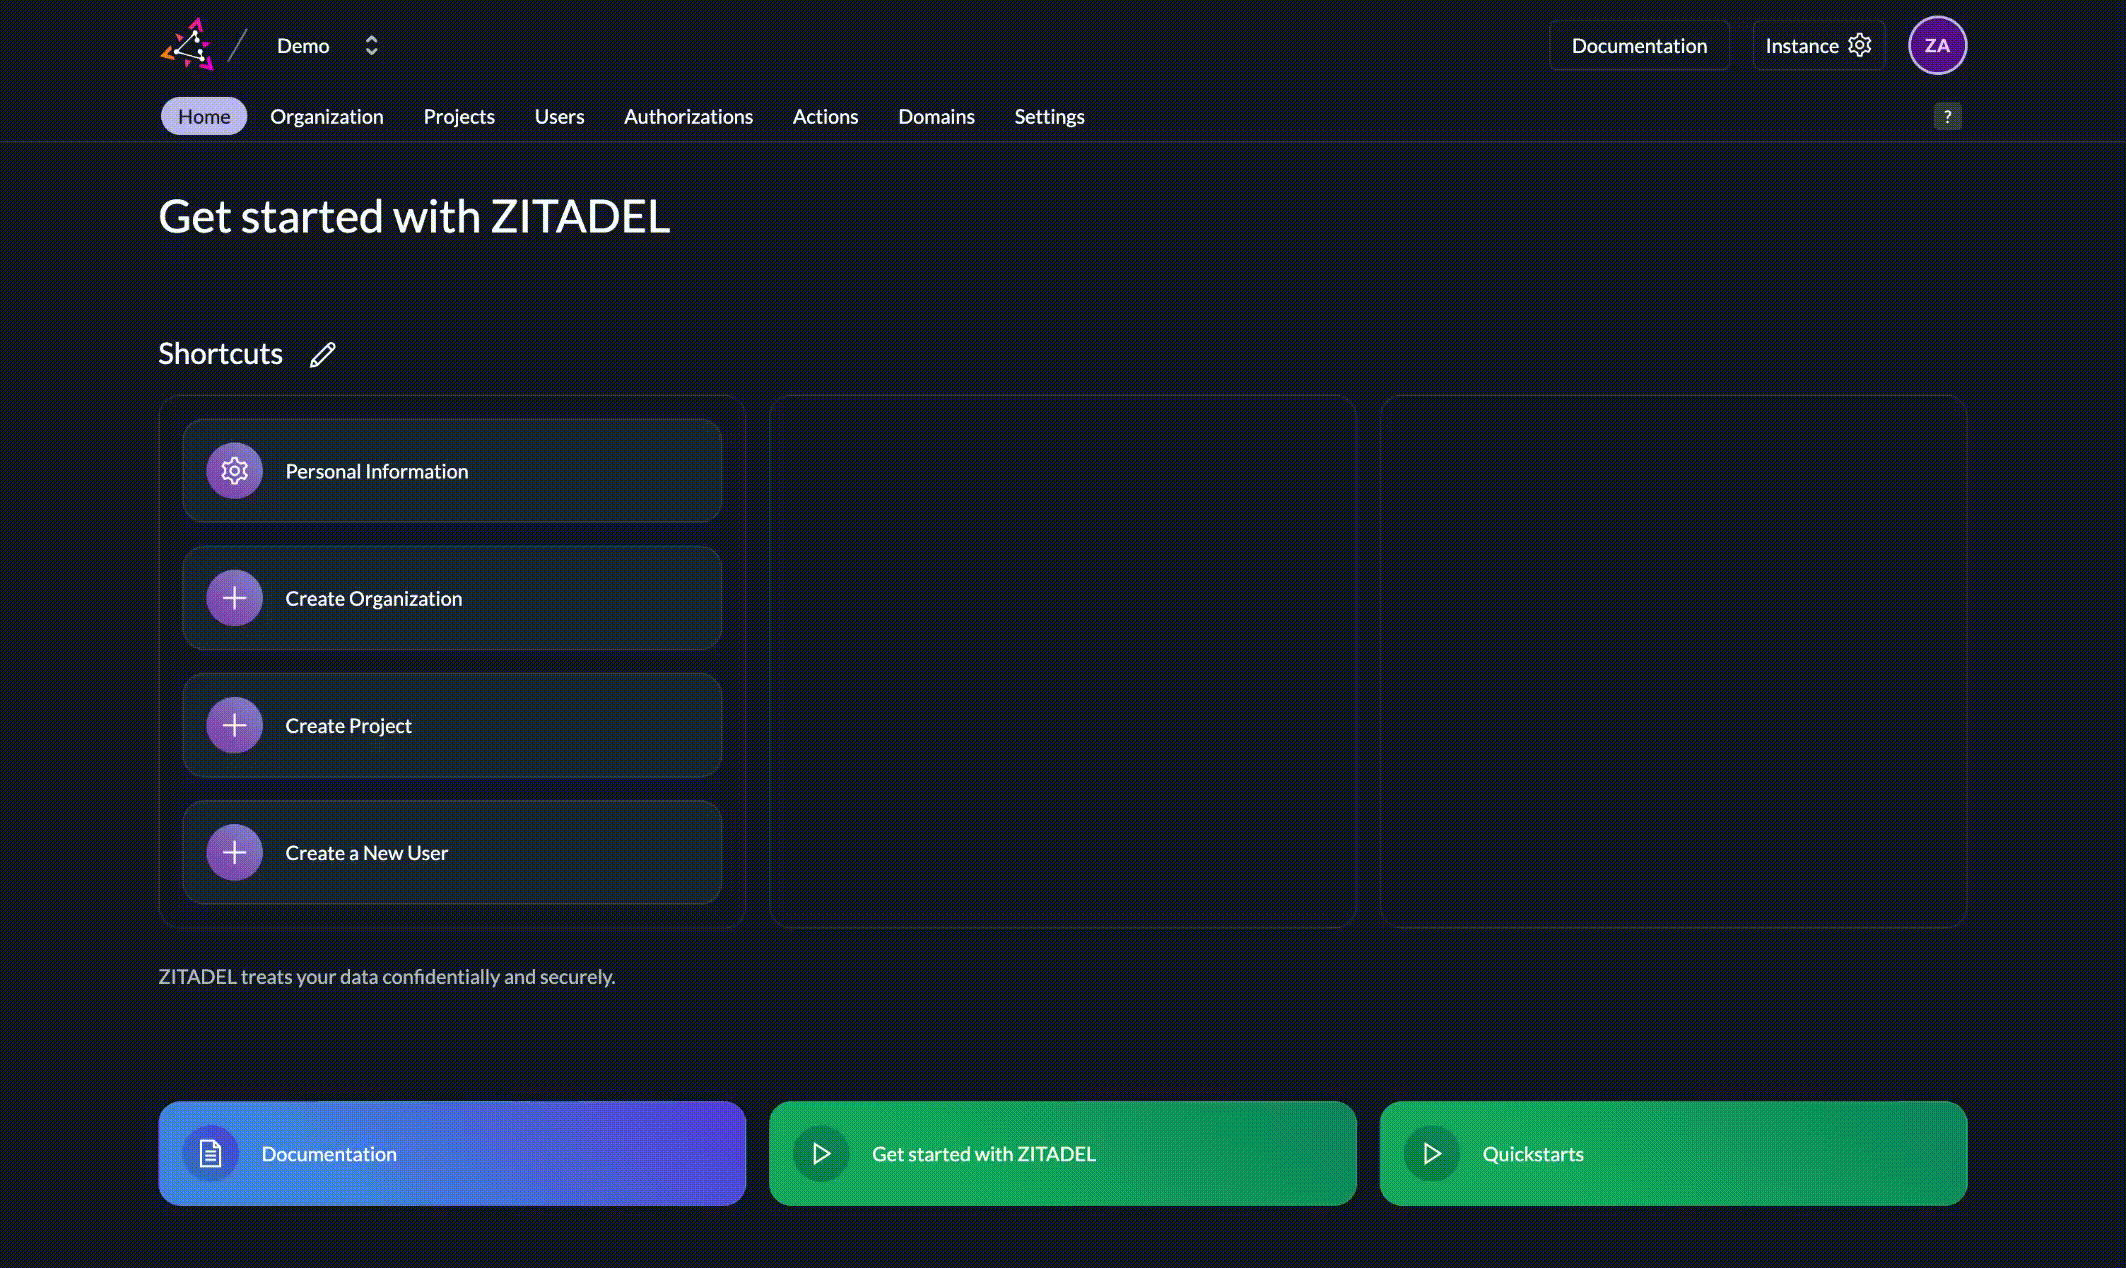 Demo
Documentation
Instance
ZA
Home
Organization
Projects
Users
Authorizations
Actions
Domains
Settings
?
Get started with ZITADEL
Shortcuts
Personal Information
Create Organization
Create Project
Create a New User
ZITADEL treats your data confidentially and securely.
Documentation
Get started with ZITADEL
Quickstarts